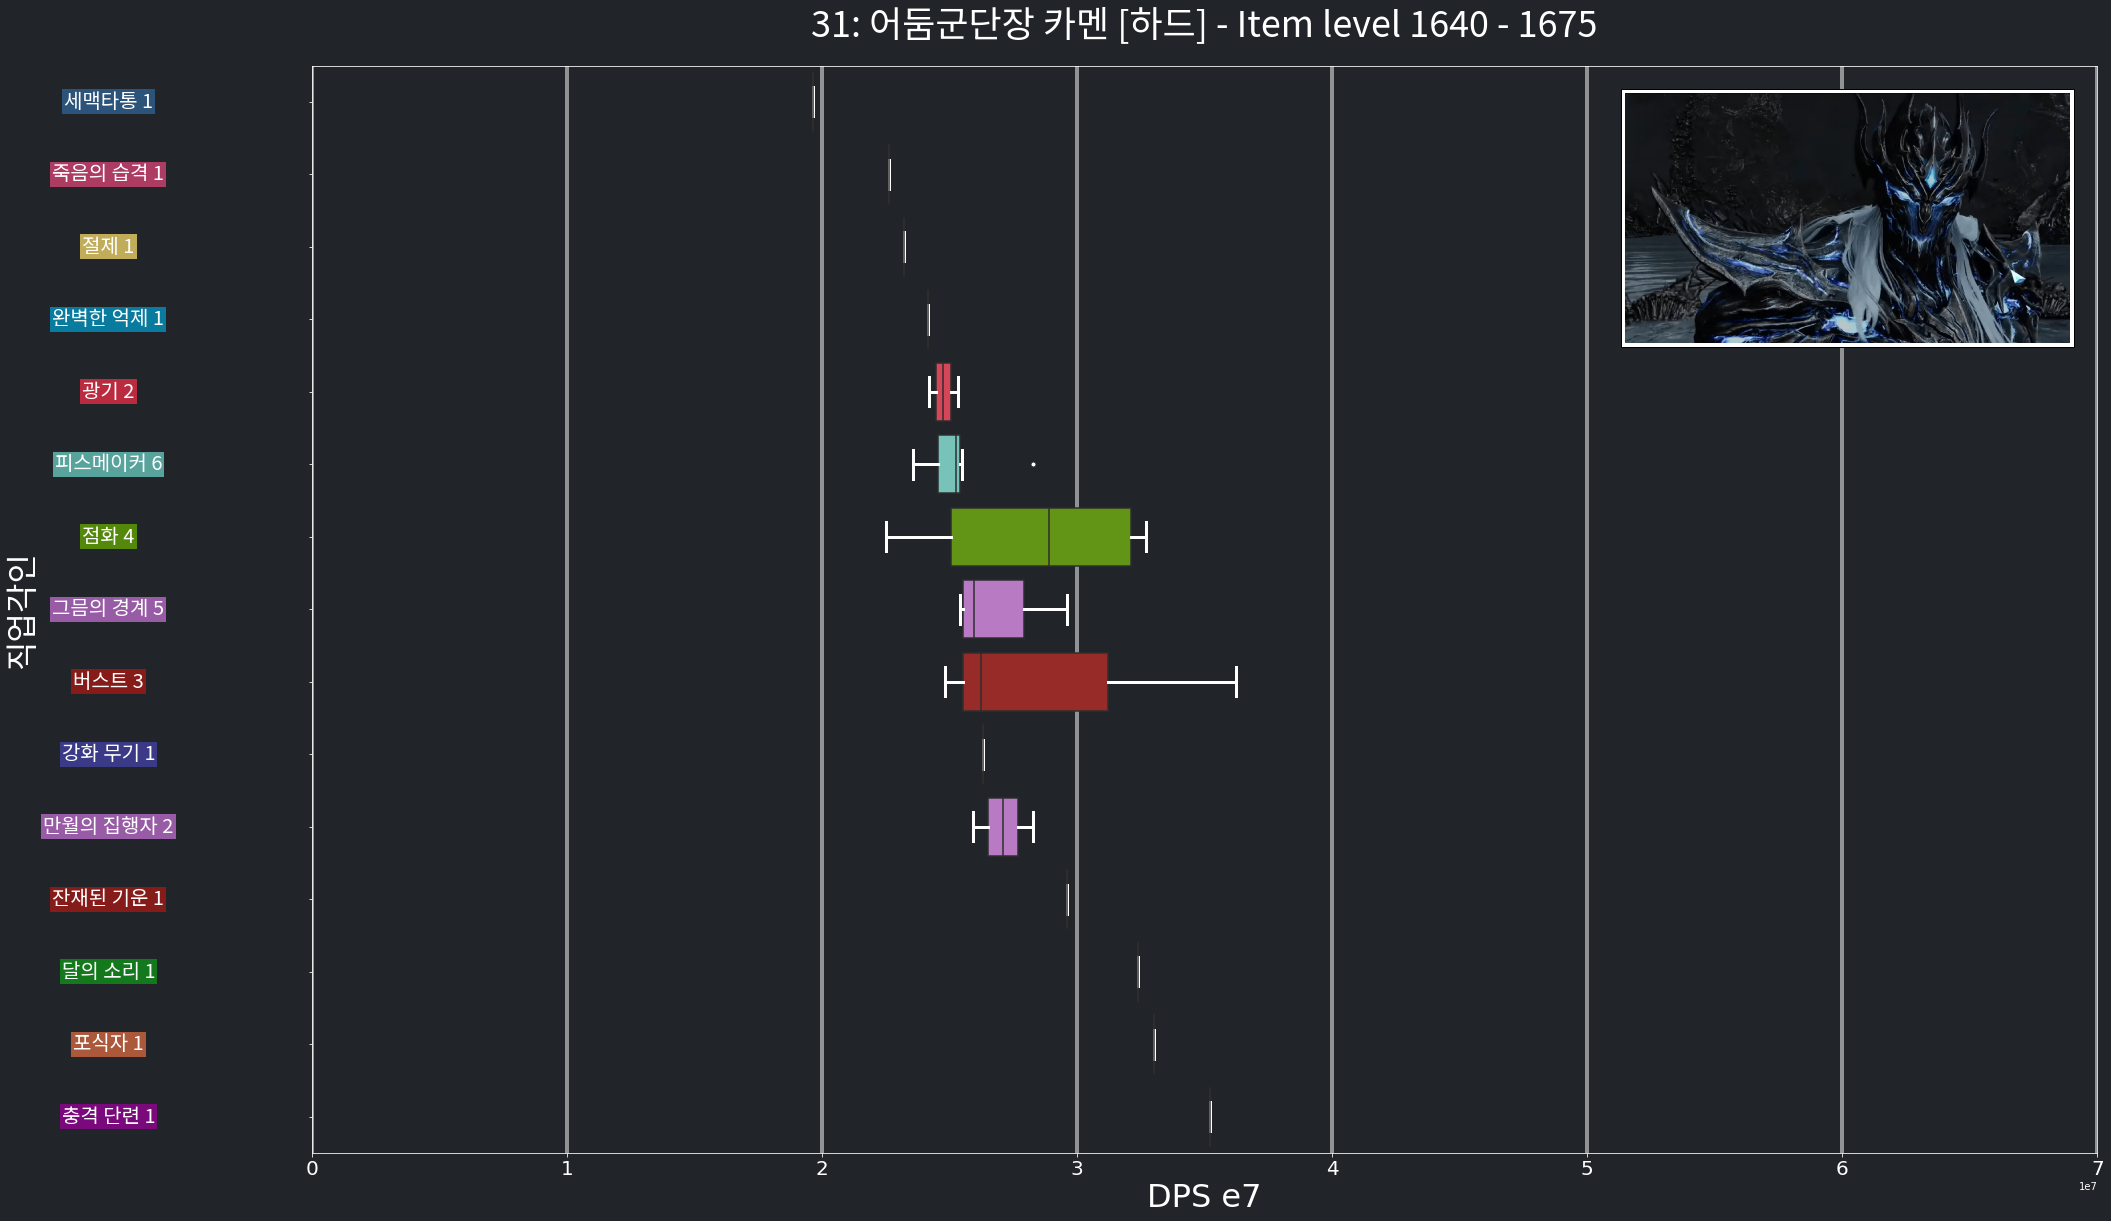 31: 어둠군단장 카멘 [하드] - Item level 1640 - 1675
세맥타통 1
죽음의 습격 1
절제 1
완벽한 억제 1
광기 2
피스메이커 6
점화 4
그믐의 경계 5
버스트 3
강화 무기 1
만월의 집행자 2
잔재된 기운 1
달의 소리 1
포식자 1
충격 단련 1
직업각인
0 1 2 3 4 5 6 7
1e7
DPS e7